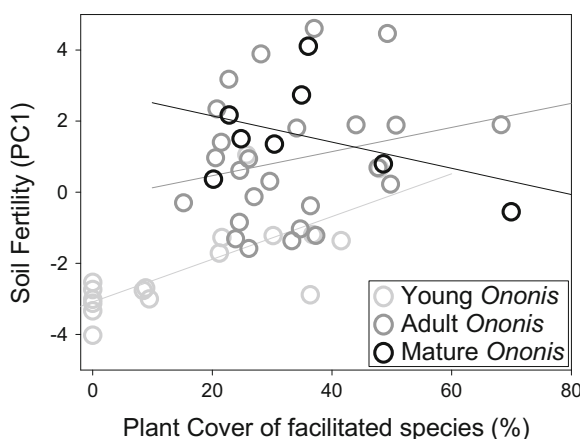 4
2
0
-2
-4
Soil Fertility (PC1)
Young Ononis
Adult Ononis
Mature Ononis
0 20 40 60 80
Plant Cover of facilitated species (%)